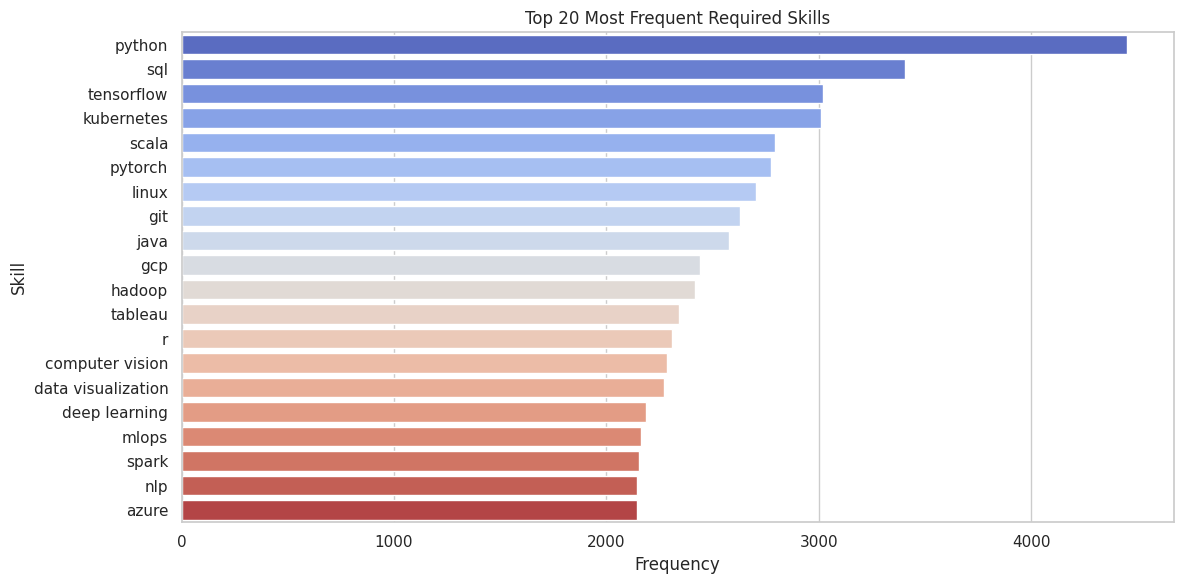 Top 20 Most Frequent Required Skills
Skill
python
sql
tensorflow
kubernetes
scala
pytorch
linux
git
java
gcp
hadoop
tableau
r
computer vision
data visualization
deep learning
mlops
spark
nlp
azure
0 1000 2000 3000 4000
Frequency